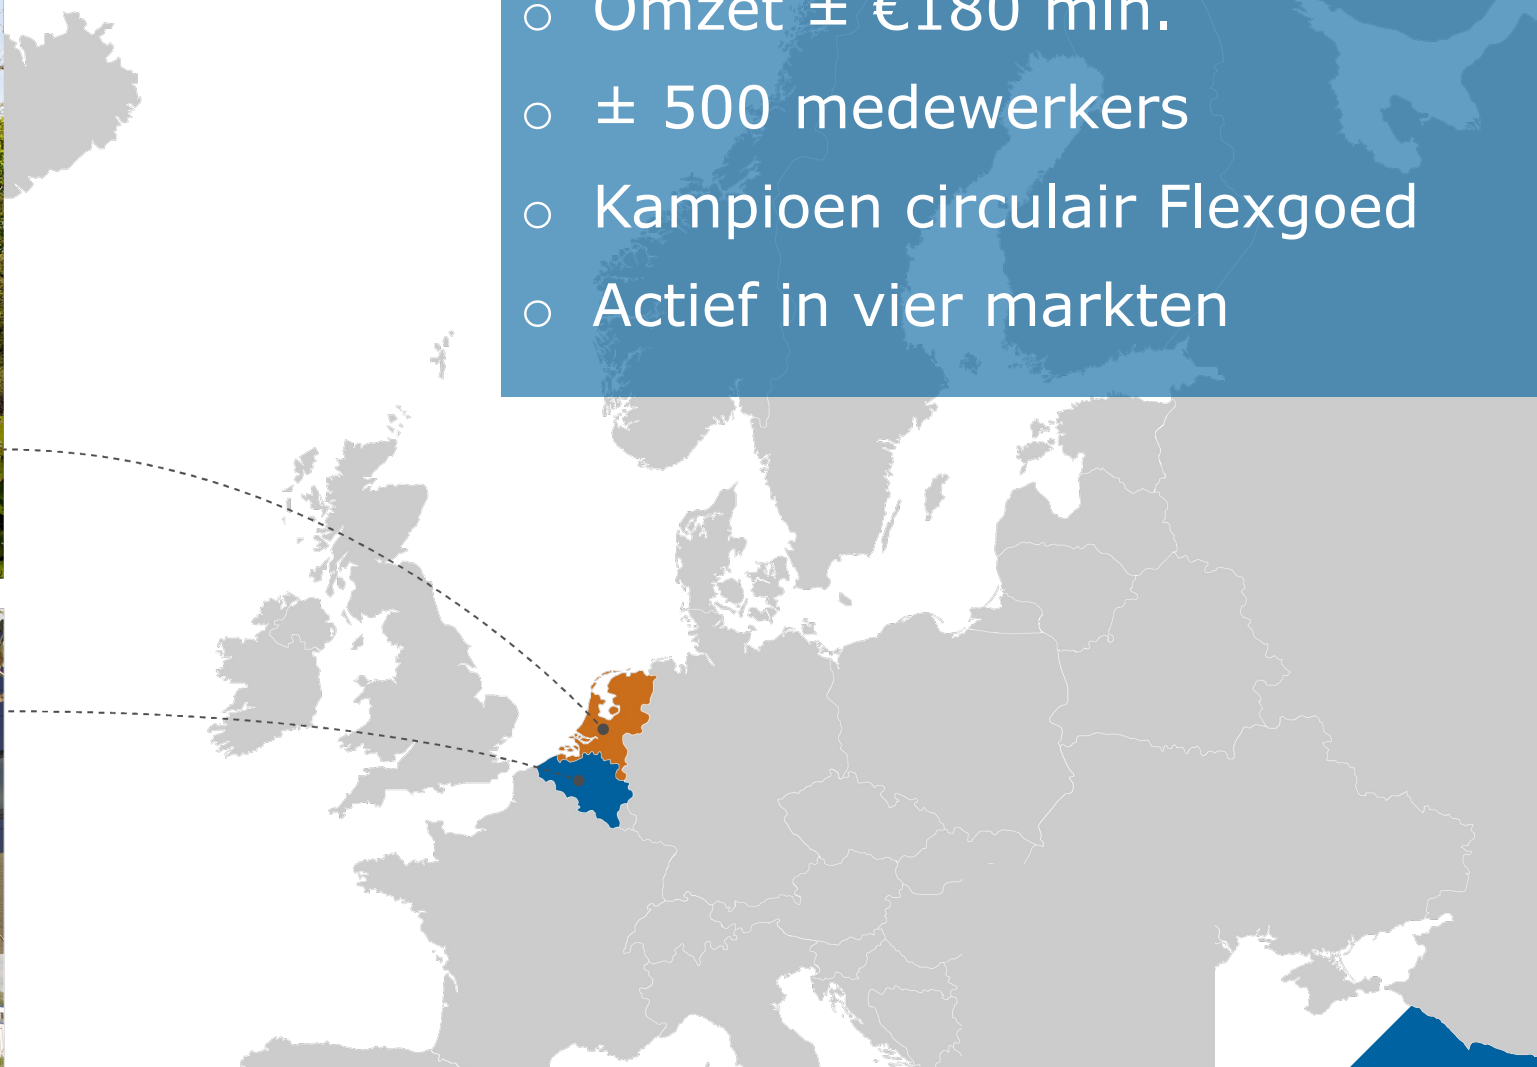 o Omzet ± €180 mln.
o ± 500 medewerkers
o Kampioen circulair Flexgoed
o Actief in vier markten